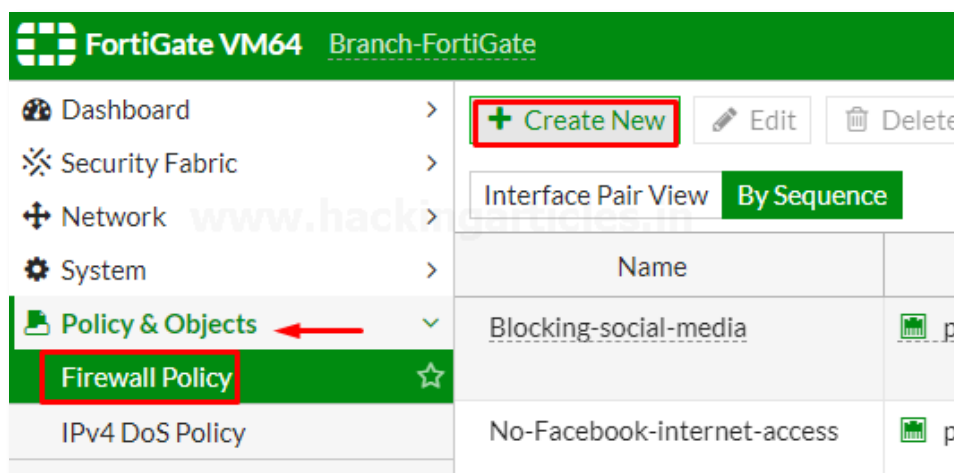 FortiGate VM64 Branch-FortiGate
Dashboard
Security Fabric
Network
System
Policy & Objects
Firewall Policy
IPv4 DoS Policy
+ Create New Edit Delete
Interface Pair View By Sequence
www.hackingarticles.in
Name
Blocking-social-media p
No-Facebook-internet-access p